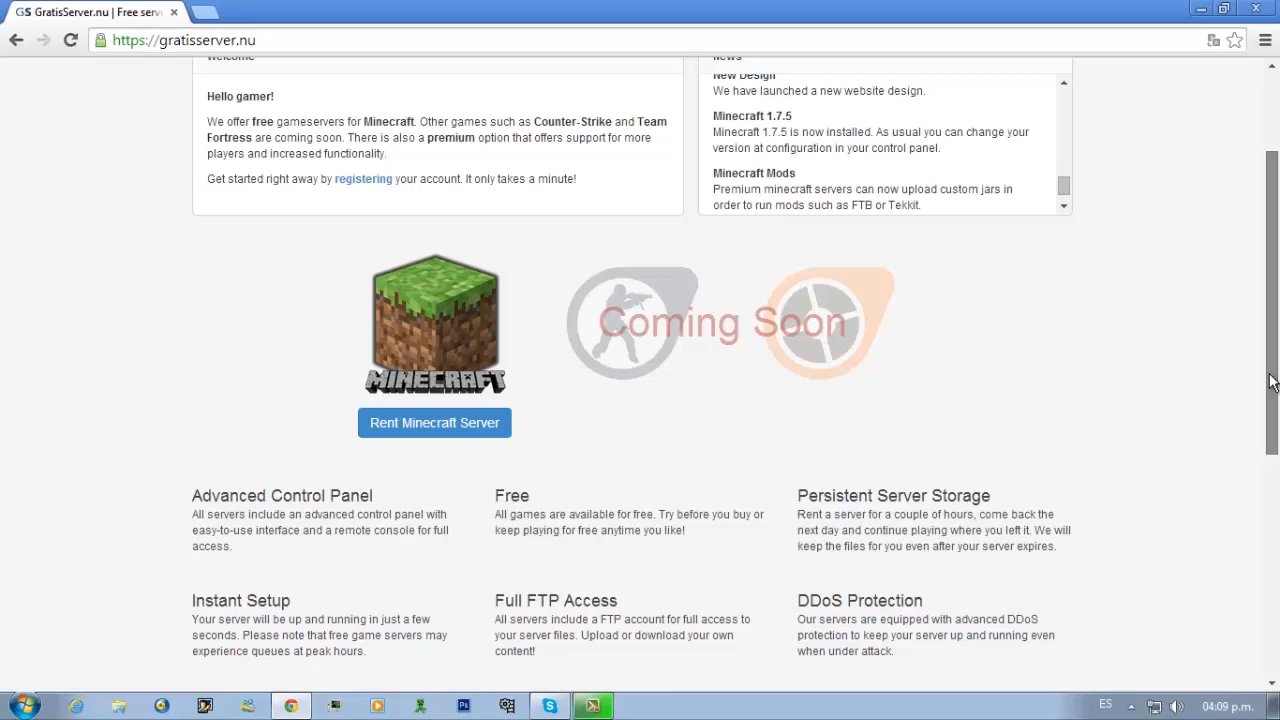 GS GratisServer.nu | Free serv
https://gratisserver.nu
Welcome
Hello gamer!
We offer free gameservers for Minecraft. Other games such as Counter-Strike and Team
Fortress are coming soon. There is also a premium option that offers support for more
players and increased functionality.
Get started right away by registering your account. It only takes a minute!
News
New Design
We have launched a new website design.
Minecraft 1.7.5
Minecraft 1.7.5 is now installed. As usual you can change your
version at configuration in your control panel.
Minecraft Mods
Premium minecraft servers can now upload custom jars in
order to run mods such as FTB or Tekkit.
MINECRAFT
Coming Soon
Rent Minecraft Server
Advanced Control Panel
All servers include an advanced control panel with
easy-to-use interface and a remote console for full
access.
Free
All games are available for free. Try before you buy or
keep playing for free anytime you like!
Persistent Server Storage
Rent a server for a couple of hours, come back the
next day and continue playing where you left it. We will
keep the files for you even after your server expires.
Instant Setup
Your server will be up and running in just a few
seconds. Please note that free game servers may
experience queues at peak hours.
Full FTP Access
All servers include a FTP account for full access to
your server files. Upload or download your own
content!
DDoS Protection
Our servers are equipped with advanced DDoS
protection to keep your server up and running even
when under attack.
Ps
ES
04:09 p.m.